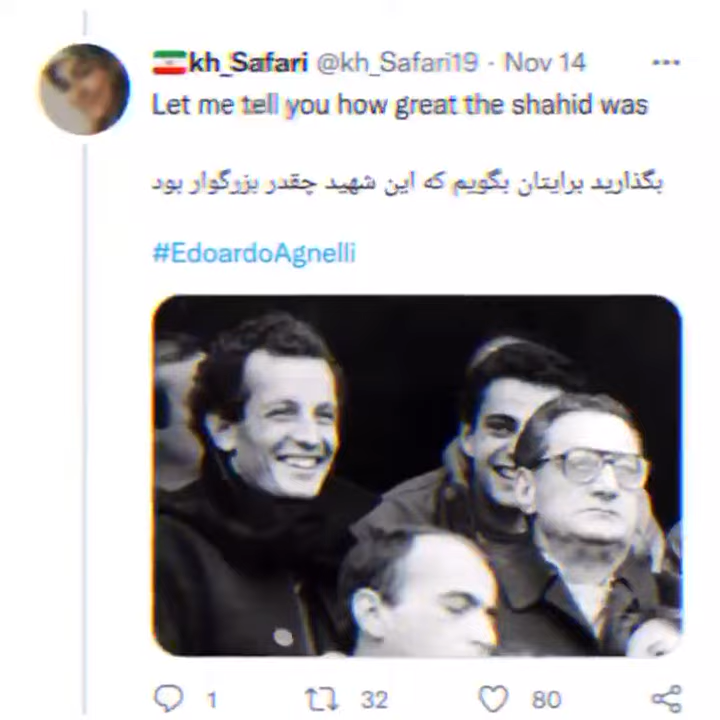 kh_Safari @kh_Safari19 · Nov 14
Let me tell you how great the shahid was
بگذارید برایتان بگویم که این شهید چقدر بزرگوار بود
#EdoardoAgnelli
1 32 80